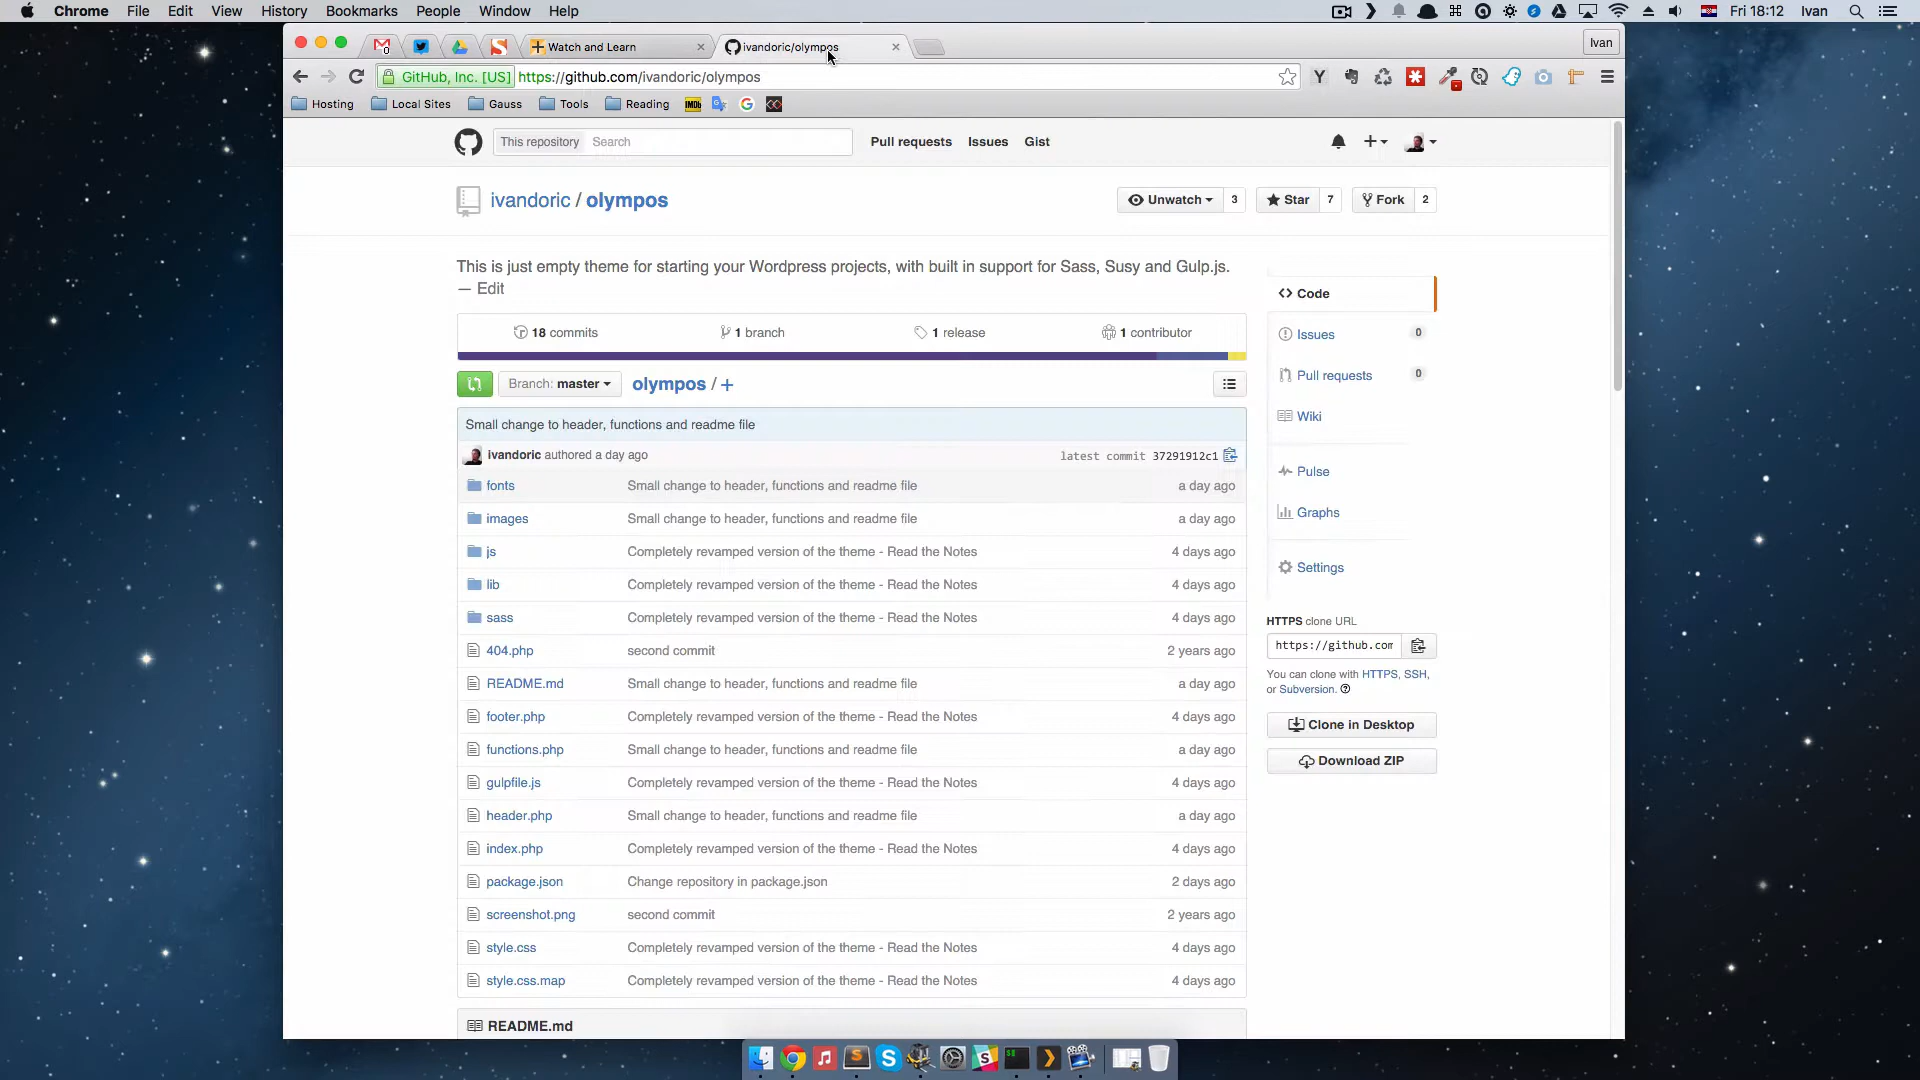 Chrome File Edit View History Bookmarks People Window Help Fri 18:12 Ivan
Watch and Learn ivandoric/olympos Ivan
GitHub, Inc. [US] https://github.com/ivandoric/olympos
Hosting Local Sites Gauss Tools Reading IMDb
This repository Search Pull requests Issues Gist
ivandoric / olympos Unwatch 3 Star 7 Fork 2
This is just empty theme for starting your Wordpress projects, with built in support for Sass, Susy and Gulp.js.
— Edit
18 commits 1 branch 1 release 1 contributor
Branch: master olympos / +
Small change to header, functions and readme file
ivandoric authored a day ago latest commit 37291912c1
fonts Small change to header, functions and readme file a day ago
images Small change to header, functions and readme file a day ago
js Completely revamped version of the theme - Read the Notes 4 days ago
lib Completely revamped version of the theme - Read the Notes 4 days ago
sass Completely revamped version of the theme - Read the Notes 4 days ago
404.php second commit 2 years ago
README.md Small change to header, functions and readme file a day ago
footer.php Completely revamped version of the theme - Read the Notes 4 days ago
functions.php Small change to header, functions and readme file a day ago
gulpfile.js Completely revamped version of the theme - Read the Notes 4 days ago
header.php Small change to header, functions and readme file a day ago
index.php Completely revamped version of the theme - Read the Notes 4 days ago
package.json Change repository in package.json 2 days ago
screenshot.png second commit 2 years ago
style.css Completely revamped version of the theme - Read the Notes 4 days ago
style.css.map Completely revamped version of the theme - Read the Notes 4 days ago
README.md
Code
Issues 0
Pull requests 0
Wiki
Pulse
Graphs
Settings
HTTPS clone URL
https://github.com
You can clone with HTTPS, SSH,
or Subversion.
Clone in Desktop
Download ZIP